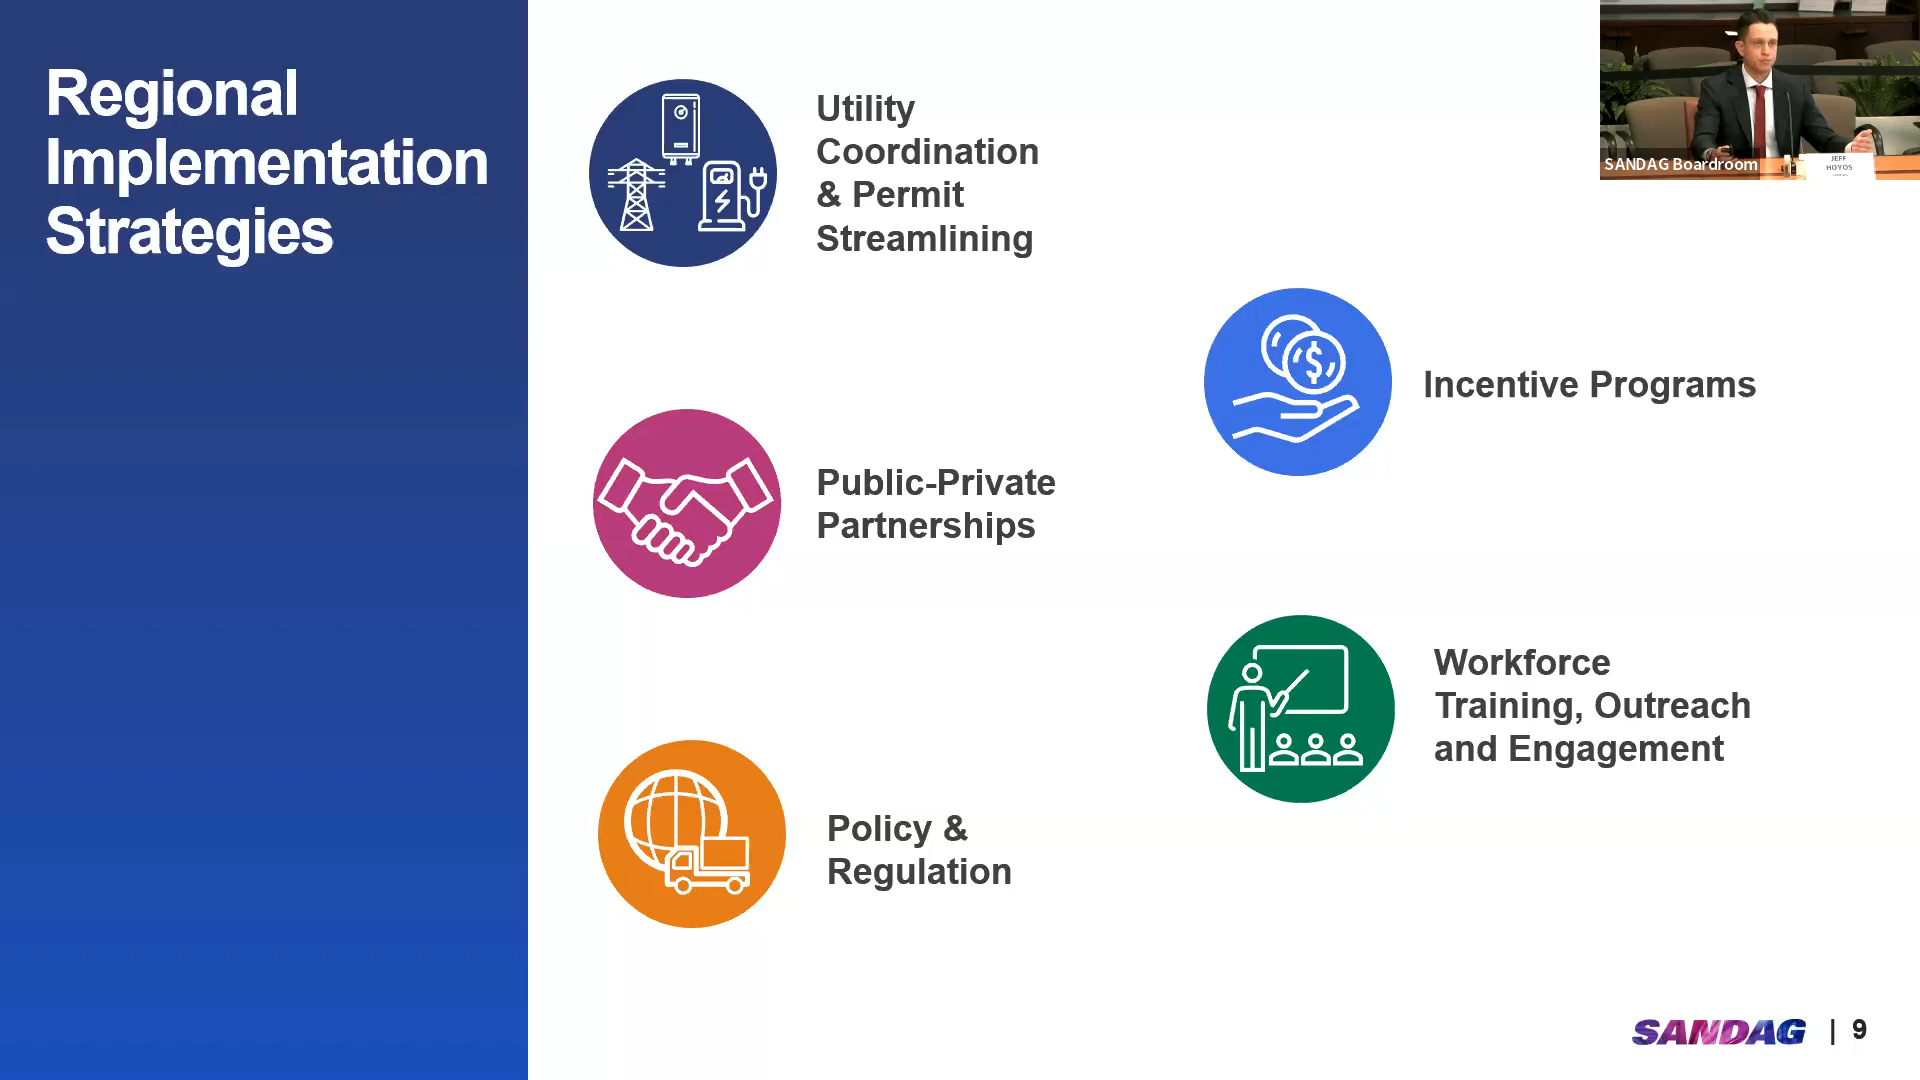 Regional
Implementation
Strategies
Utility
Coordination
& Permit
Streamlining
Incentive Programs
Public-Private
Partnerships
Workforce
Training, Outreach
and Engagement
Policy &
Regulation
SANDAG Boardroom
JEFF
HOYOS
SANDAG | 9